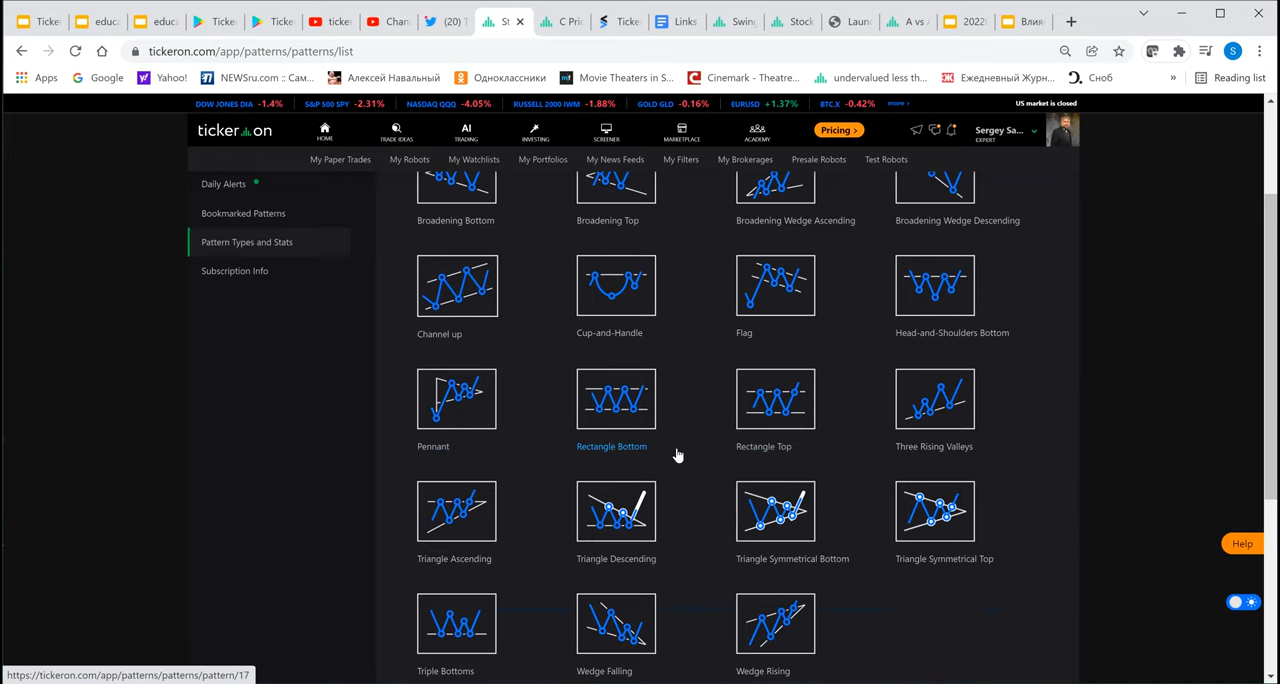 Ticker
educa
educ
Ticker
Ticke
ticker
Chan
(20) T
St
C Pric
Ticke
Links
Swing
Stock
Laun
A vs A
20220
Влия
tickeron.com/app/patterns/patterns/list
S
Apps
Google
Yahoo!
NEWSru.com :: Сам...
Алексей Навальный
Одноклассники
Movie Theaters in S...
Cinemark - Theatre...
undervalued less th...
Ежедневный Журн...
Сноб
»
Reading list
DOW JONES DIA -1.4% S&P 500 SPY -2.31% NASDAQ QQQ -4.05% RUSSELL 2000 IWM -1.88% GOLD GLD -0.16% EURUSD +1.37% BTC.X -0.42% more > US market is closed
tickeron
HOME
TRADE IDEAS
AI
TRADING
INVESTING
SCREENER
MARKETPLACE
ACADEMY
Pricing >
Sergey Sa...
EXPERT
My Paper Trades My Robots My Watchlists My Portfolios My News Feeds My Filters My Brokerages Presale Robots Test Robots
Daily Alerts
Bookmarked Patterns
Pattern Types and Stats
Subscription Info
Broadening Bottom Broadening Top Broadening Wedge Ascending Broadening Wedge Descending
Channel up Cup-and-Handle Flag Head-and-Shoulders Bottom
Pennant Rectangle Bottom Rectangle Top Three Rising Valleys
Triangle Ascending Triangle Descending Triangle Symmetrical Bottom Triangle Symmetrical Top
Triple Bottoms Wedge Falling Wedge Rising
Help
https://tickeron.com/app/patterns/patterns/pattern/17